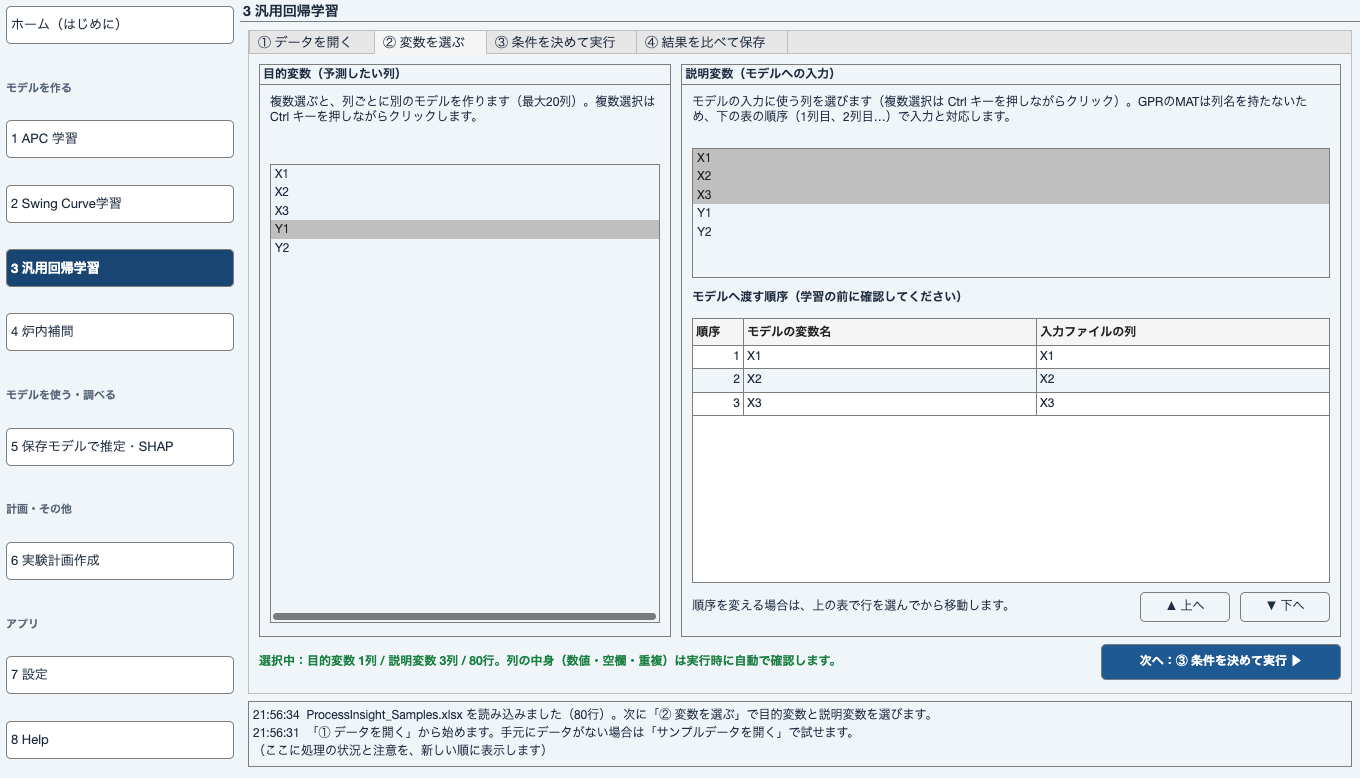 ホーム（はじめに）
モデルを作る
1 APC 学習
2 Swing Curve学習
3 汎用回帰学習
4 炉内補間
モデルを使う・調べる
5 保存モデルで推定・SHAP
計画・その他
6 実験計画作成
アプリ
7 設定
8 Help
3 汎用回帰学習
① データを開く
② 変数を選ぶ
③ 条件を決めて実行
④ 結果を比べて保存
目的変数（予測したい列）
複数選ぶと、列ごとに別のモデルを作ります（最大20列）。複数選択は
Ctrl キーを押しながらクリックします。
X1
X2
X3
Y1
Y2
説明変数（モデルへの入力）
モデルの入力に使う列を選びます（複数選択は Ctrl キーを押しながらクリック）。GPRのMATは列名を持たないた
め、下の表の順序（1列目、2列目…）で入力と対応します。
X1
X2
X3
Y1
Y2
モデルへ渡す順序（学習の前に確認してください）
順序 モデルの変数名 入力ファイルの列
1 X1 X1
2 X2 X2
3 X3 X3
順序を変える場合は、上の表で行を選んでから移動します。
▲ 上へ
▼ 下へ
選択中：目的変数 1列 / 説明変数 3列 / 80行。列の中身（数値・空欄・重複）は実行時に自動で確認します。
次へ：③ 条件を決めて実行 ▶
21:56:34 ProcessInsight_Samples.xlsx を読み込みました（80行）。次に「② 変数を選ぶ」で目的変数と説明変数を選びます。
21:56:31 「① データを開く」から始めます。手元にデータがない場合は「サンプルデータを開く」で試せます。
（ここに処理の状況と注意を、新しい順に表示します）